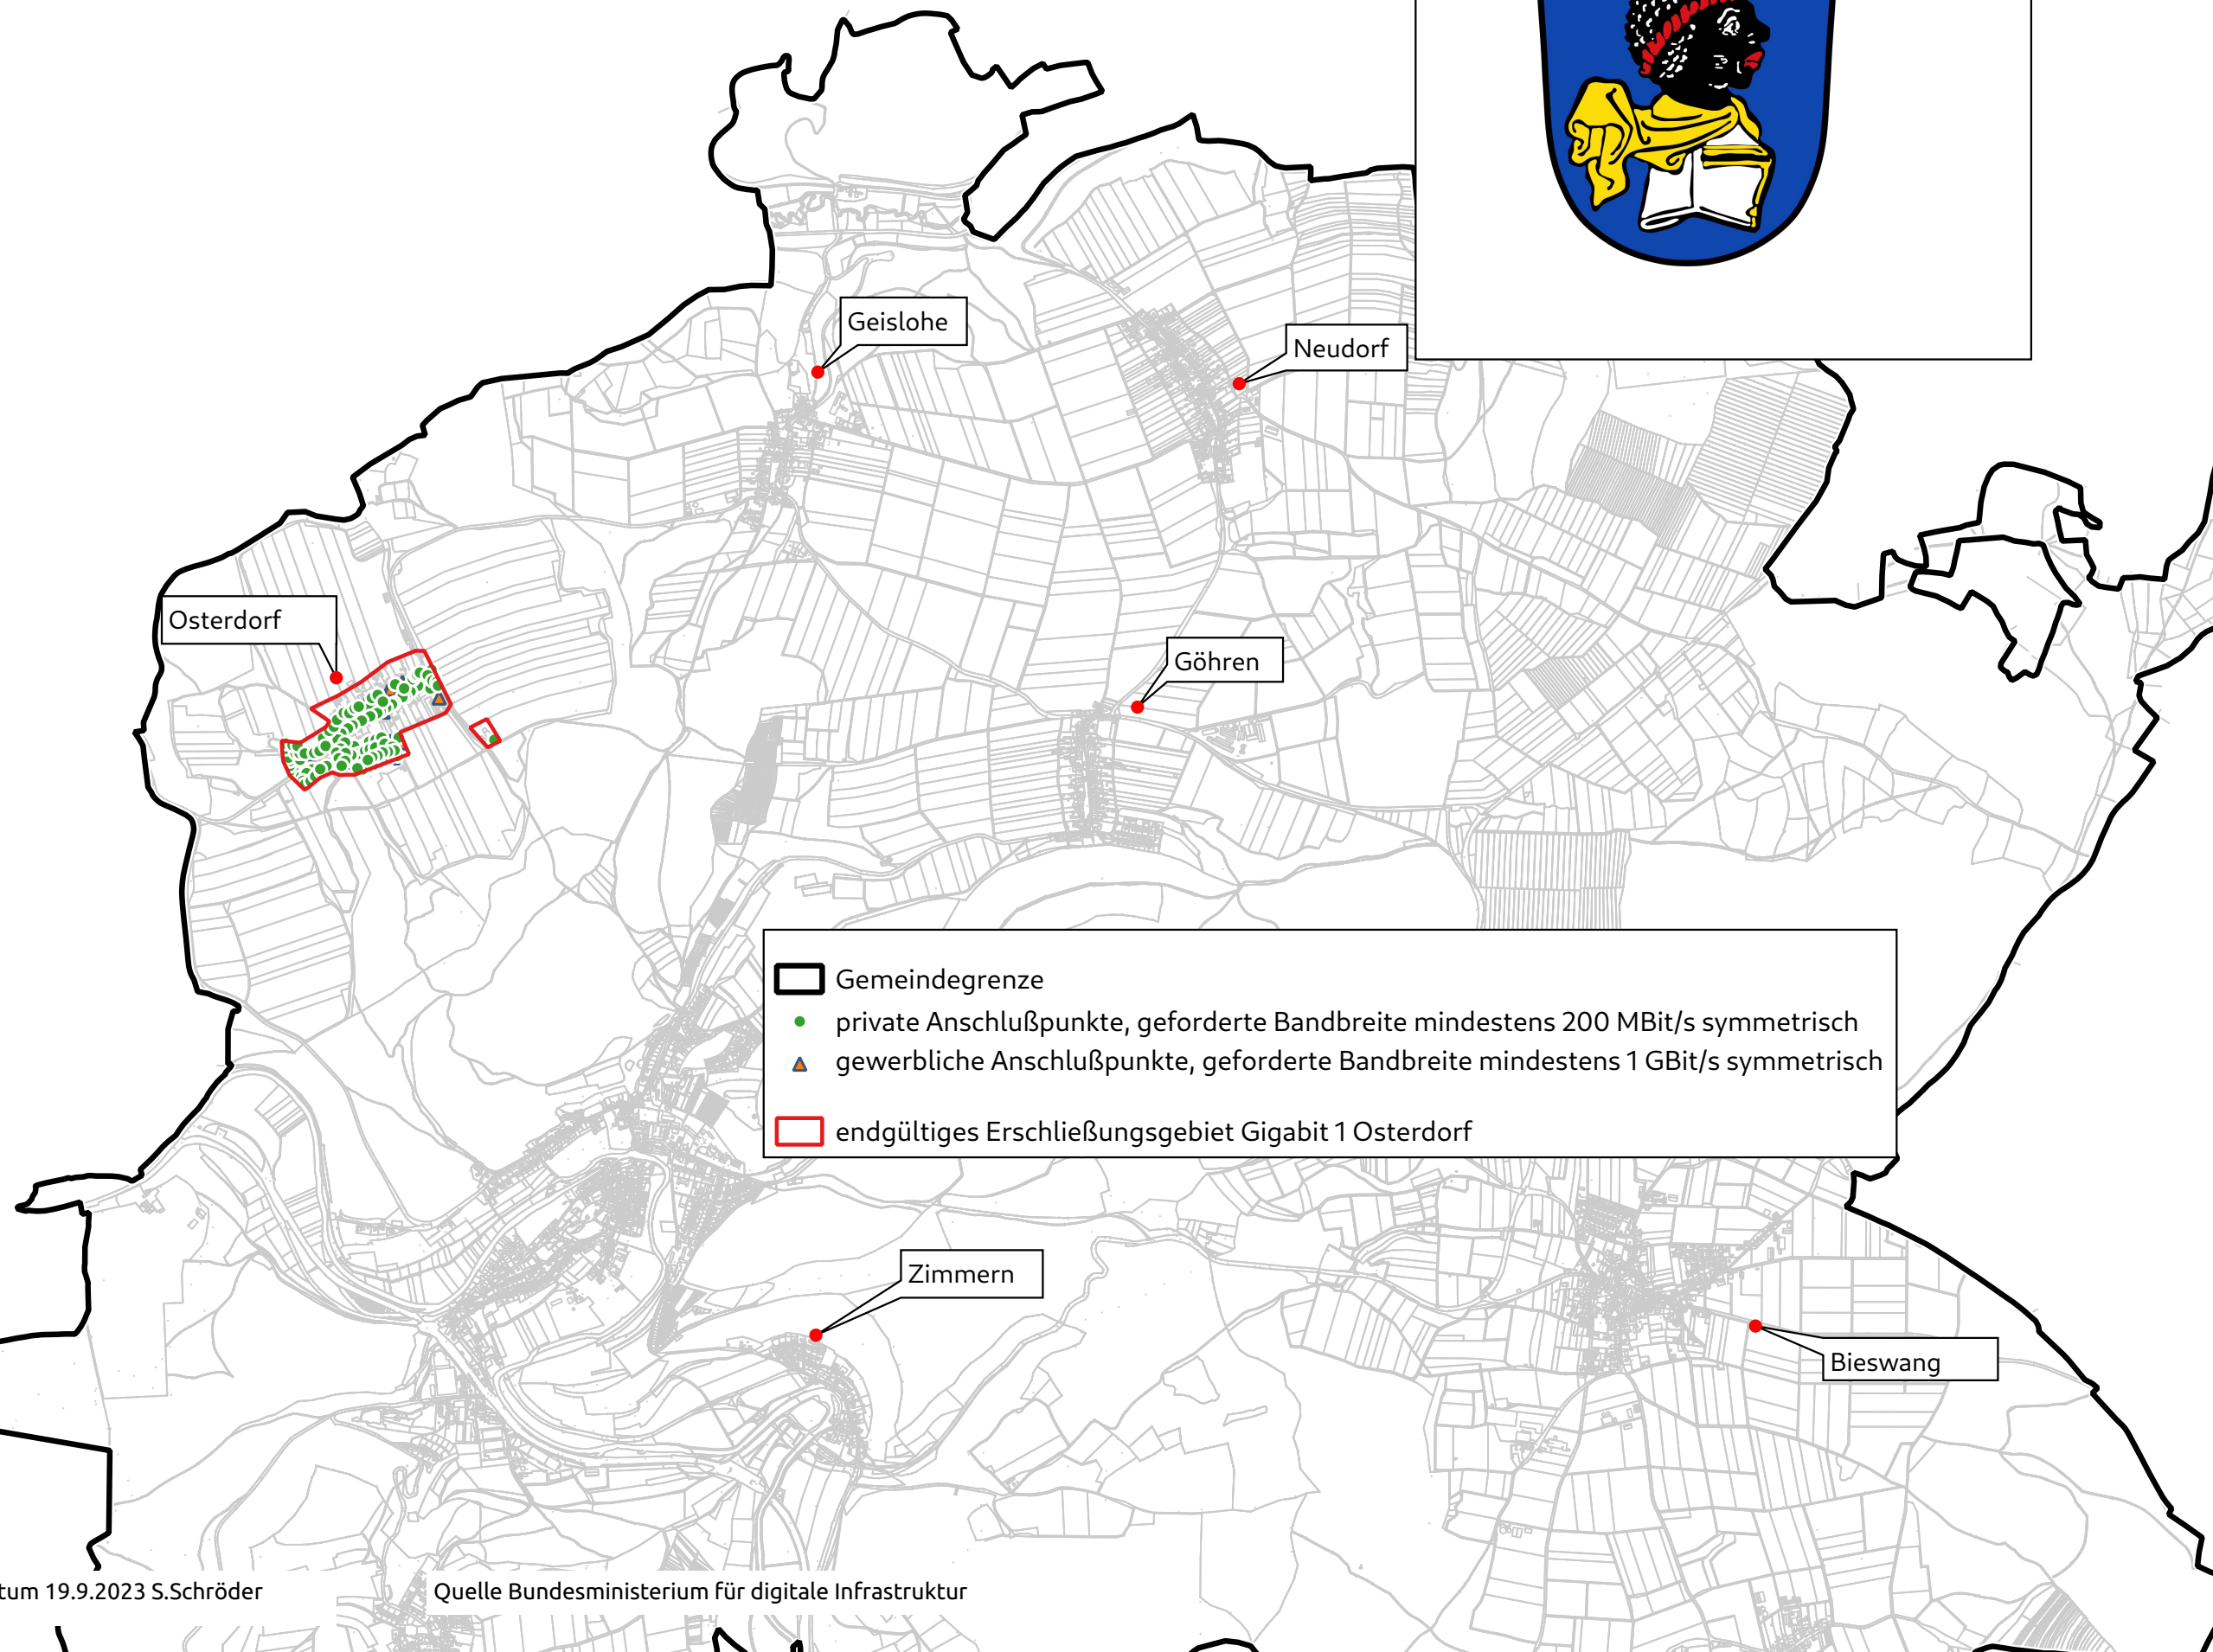 Geislohe
Neudorf
Osterdorf
Göhren
Gemeindegrenze
private Anschlußpunkte, geforderte Bandbreite mindestens 200 MBit/s symmetrisch
gewerbliche Anschlußpunkte, geforderte Bandbreite mindestens 1 GBit/s symmetrisch
endgültiges Erschließungsgebiet Gigabit 1 Osterdorf
Zimmern
Bieswang
tum 19.9.2023 S.Schröder
Quelle Bundesministerium für digitale Infrastruktur